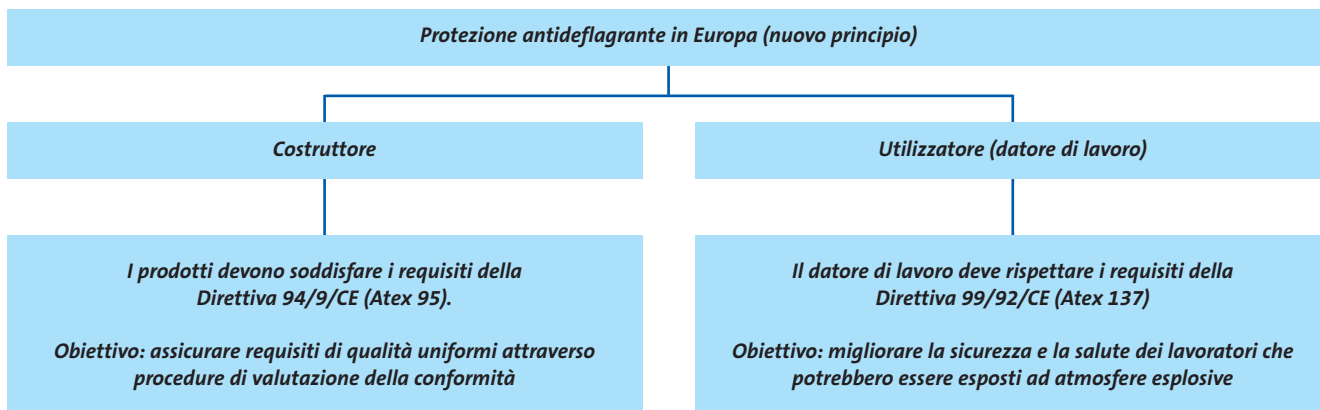 Protezione antideflagrante in Europa (nuovo principio)
Costruttore
Utilizzatore (datore di lavoro)
I prodotti devono soddisfare i requisiti della
Direttiva 94/9/CE (Atex 95).
Obiettivo: assicurare requisiti di qualità uniformi attraverso
procedure di valutazione della conformità
Il datore di lavoro deve rispettare i requisiti della
Direttiva 99/92/CE (Atex 137)
Obiettivo: migliorare la sicurezza e la salute dei lavoratori che
potrebbero essere esposti ad atmosfere esplosive